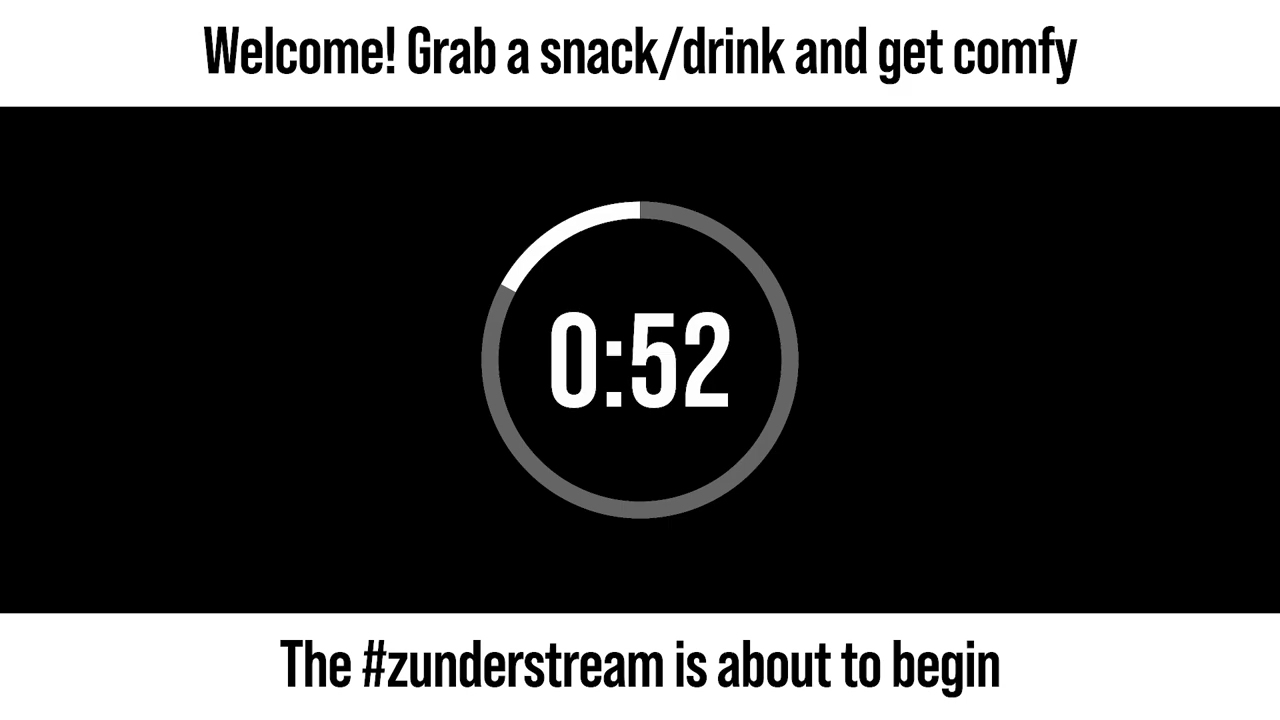 Welcome! Grab a snack/drink and get comfy
0:52
The #zunderstream is about to begin